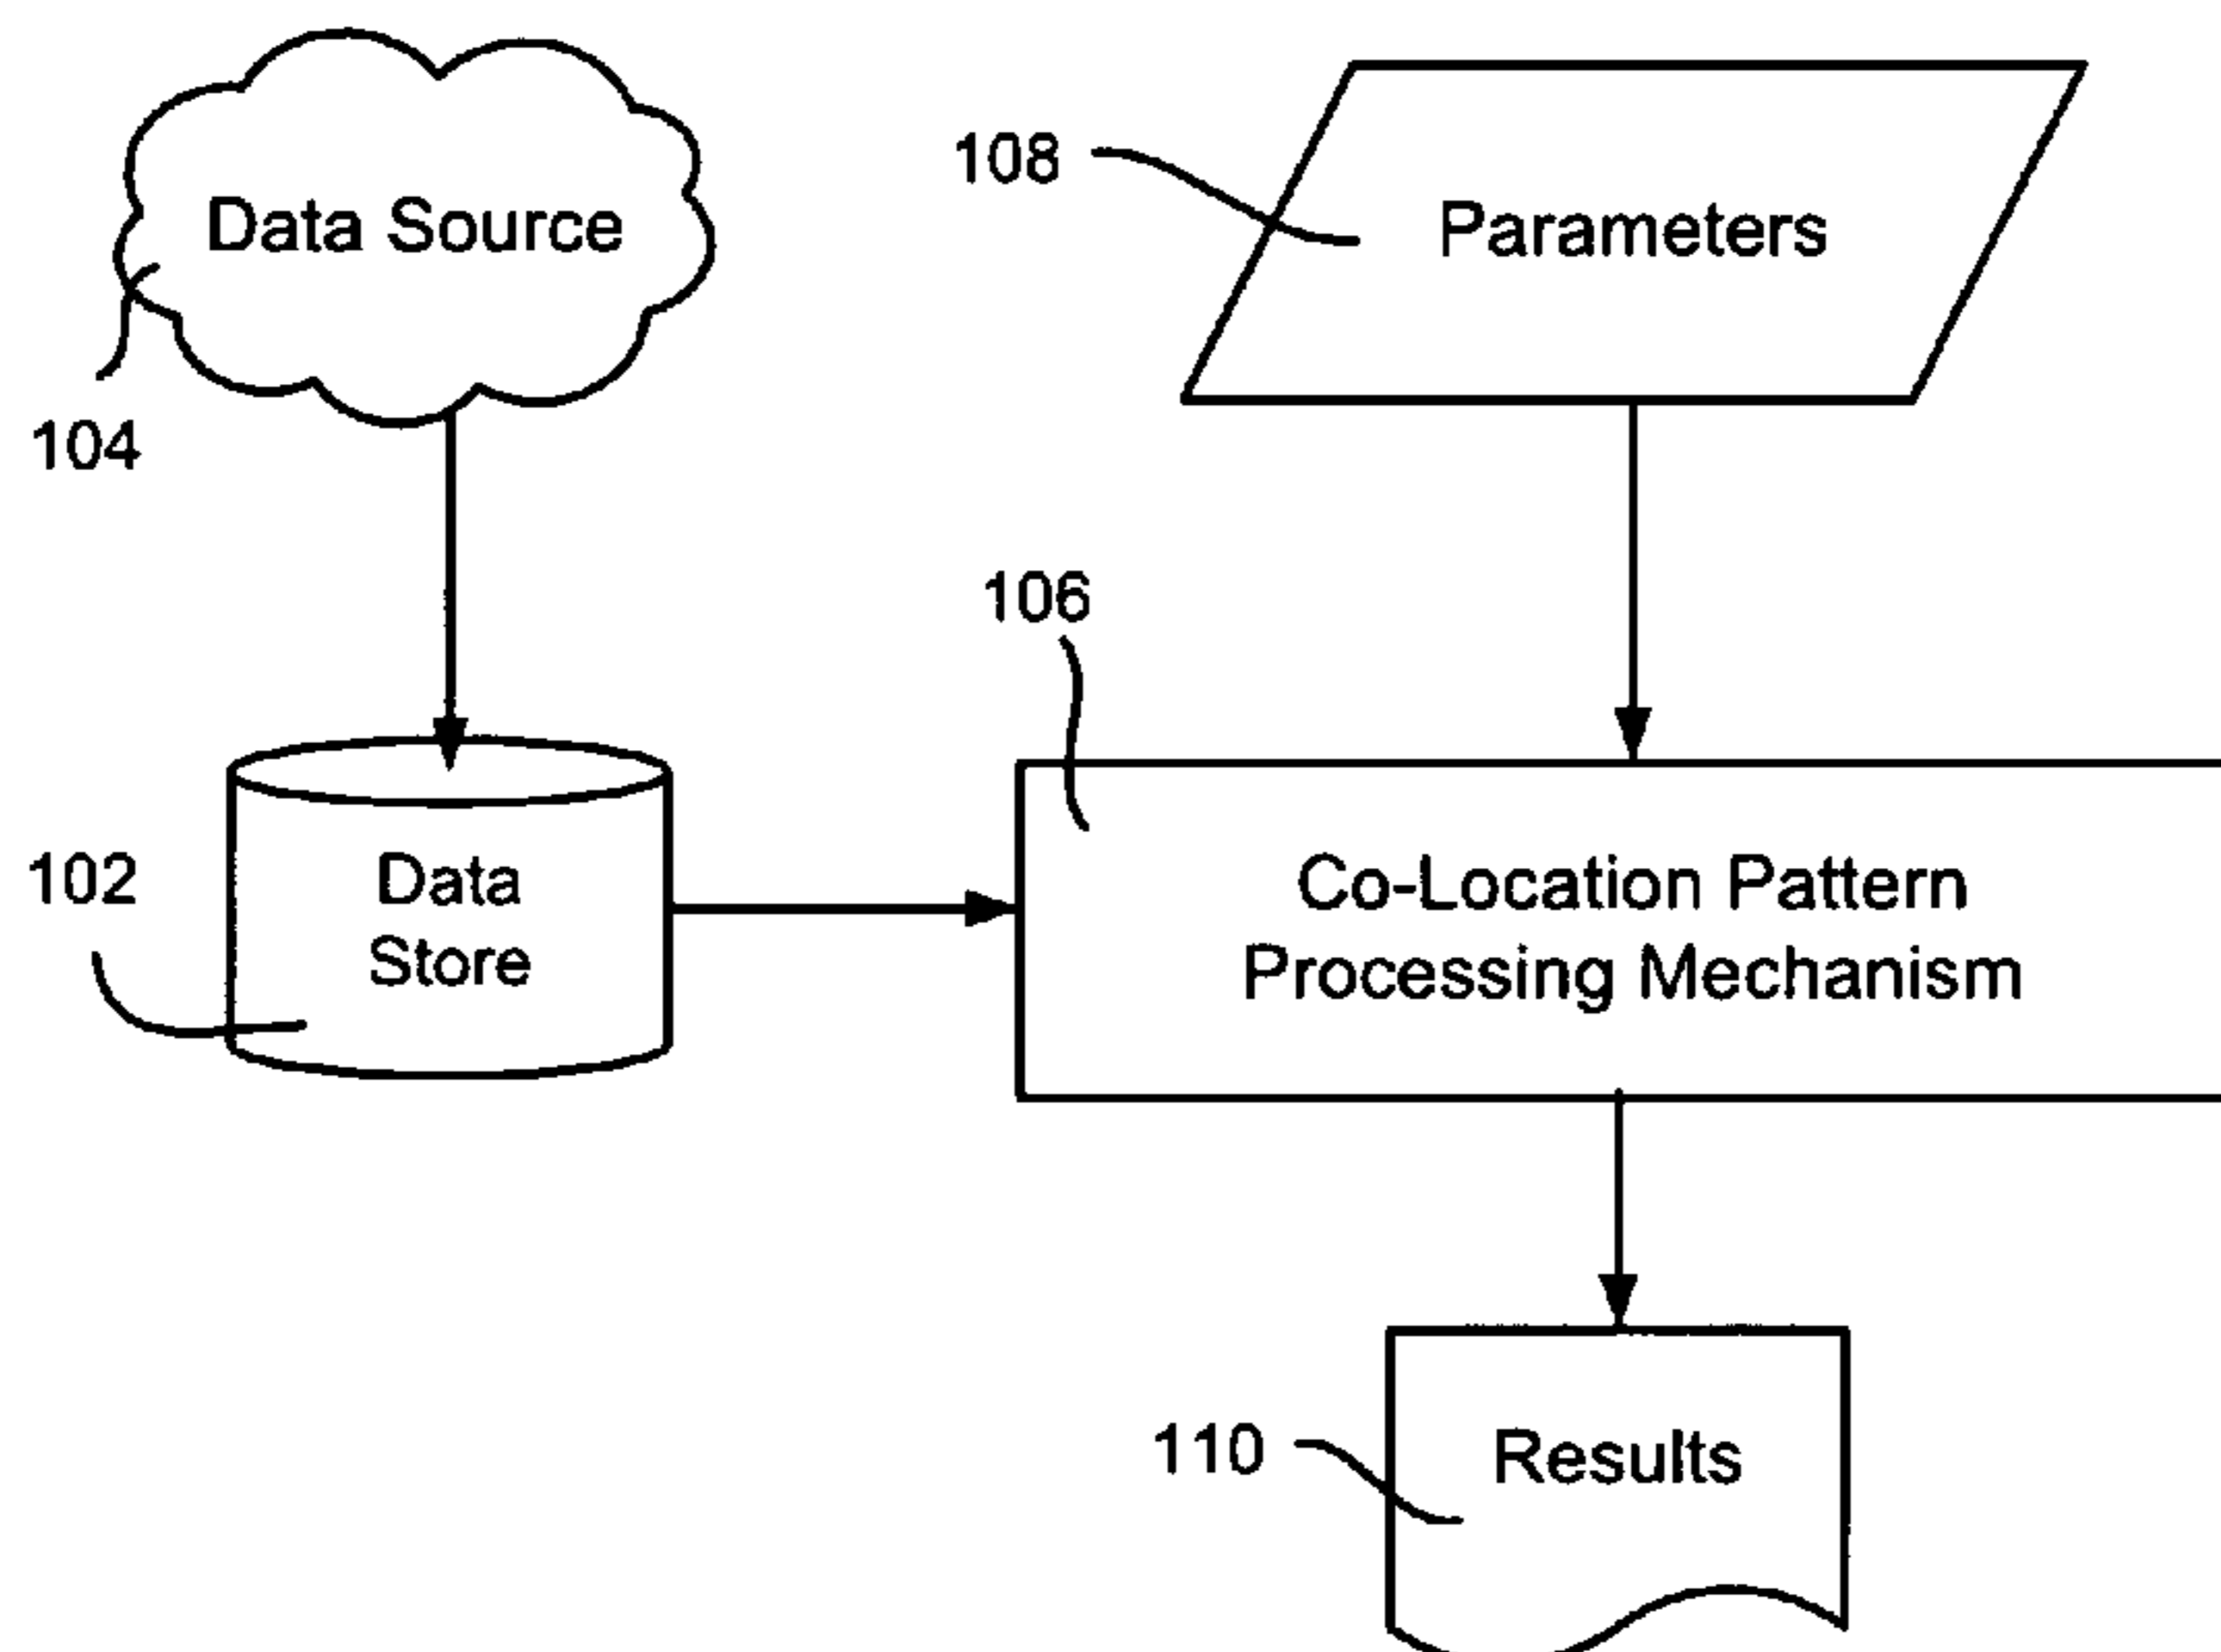 Data Source
104
108
Parameters
106
102
Data
Store
Co-Location Pattern
Processing Mechanism
110
Results